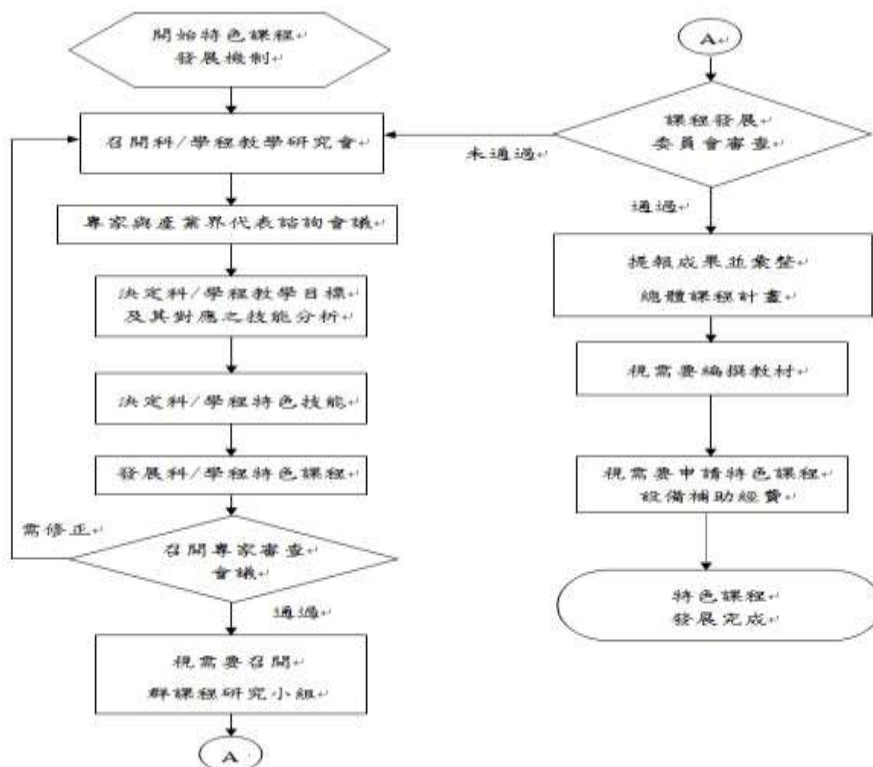 開始特色課程
發展機制
召開科/學程教學研究會
專家與產業界代表諮詢會議
決定科/學程教學目標
及其對應之技能分析
決定科/學程特色技能
發展科/學程特色課程
需修正
召開專家審查
會議
通過
視需要召開
群課程研究小組
A
A
課程發展
委員會審查
未通過
通過
提報成果並彙整
總體課程計畫
視需要編撰教材
視需要申請特色課程
設備補助經費
特色課程
發展完成